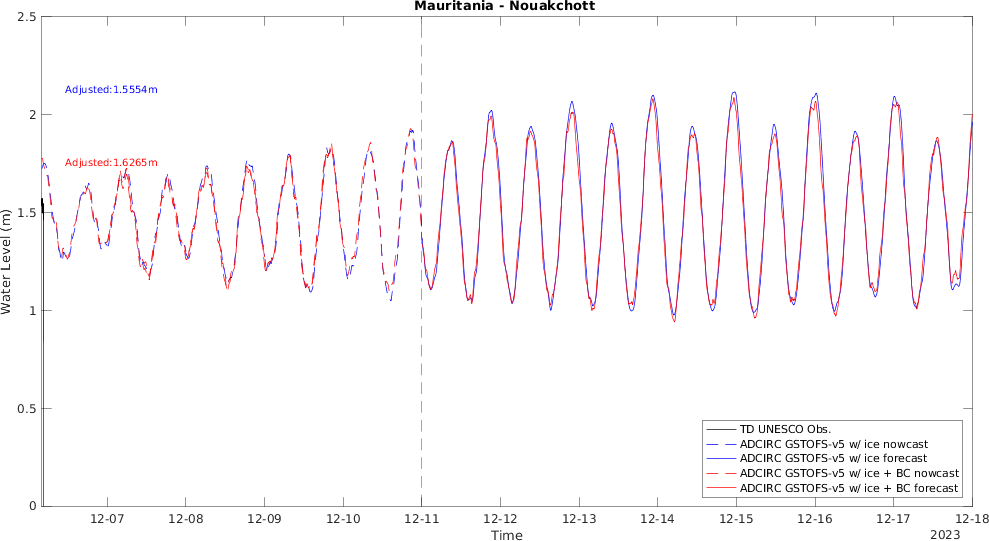 Mauritania - Nouakchott
2.5
2
1.5
1
0.5
0
Water Level (m)
Adjusted:1.5554m
Adjusted:1.6265m
TD UNESCO Obs.
ADCIRC GSTOFS-v5 w/ ice nowcast
ADCIRC GSTOFS-v5 w/ ice forecast
ADCIRC GSTOFS-v5 w/ ice + BC nowcast
ADCIRC GSTOFS-v5 w/ ice + BC forecast
12-07 12-08 12-09 12-10 12-11 12-12 12-13 12-14 12-15 12-16 12-17 12-18
Time
2023